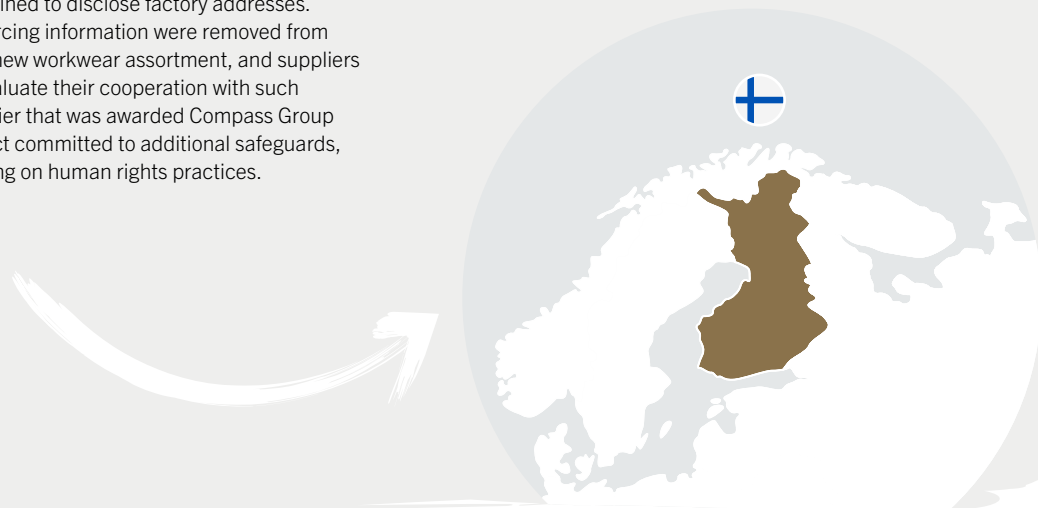 ined to disclose factory addresses.
rcing information were removed from
new workwear assortment, and suppliers
luate their cooperation with such
ier that was awarded Compass Group
ct committed to additional safeguards,
ng on human rights practices.